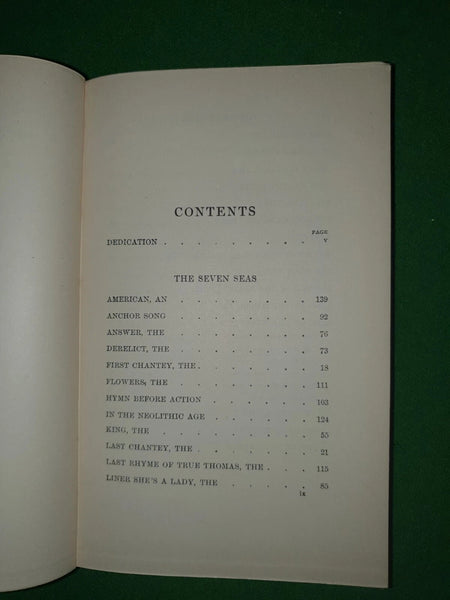 CONTENTS
PAGE
DEDICATION . . . . . . . . . v
THE SEVEN SEAS
AMERICAN, AN . . . . . . . 139
ANCHOR SONG . . . . . . . 92
ANSWER, THE . . . . . . . 76
DERELICT, THE . . . . . . . 73
FIRST CHANTEY, THE . . . . . . . 18
FLOWERS, THE . . . . . . . 111
HYMN BEFORE ACTION . . . . . . 103
IN THE NEOLITHIC AGE . . . . . . 124
KING, THE . . . . . . . . 55
LAST CHANTEY, THE . . . . . . . 21
LAST RHYME OF TRUE THOMAS, THE . . . . 115
LINER SHE'S A LADY, THE . . . . . 85
ix